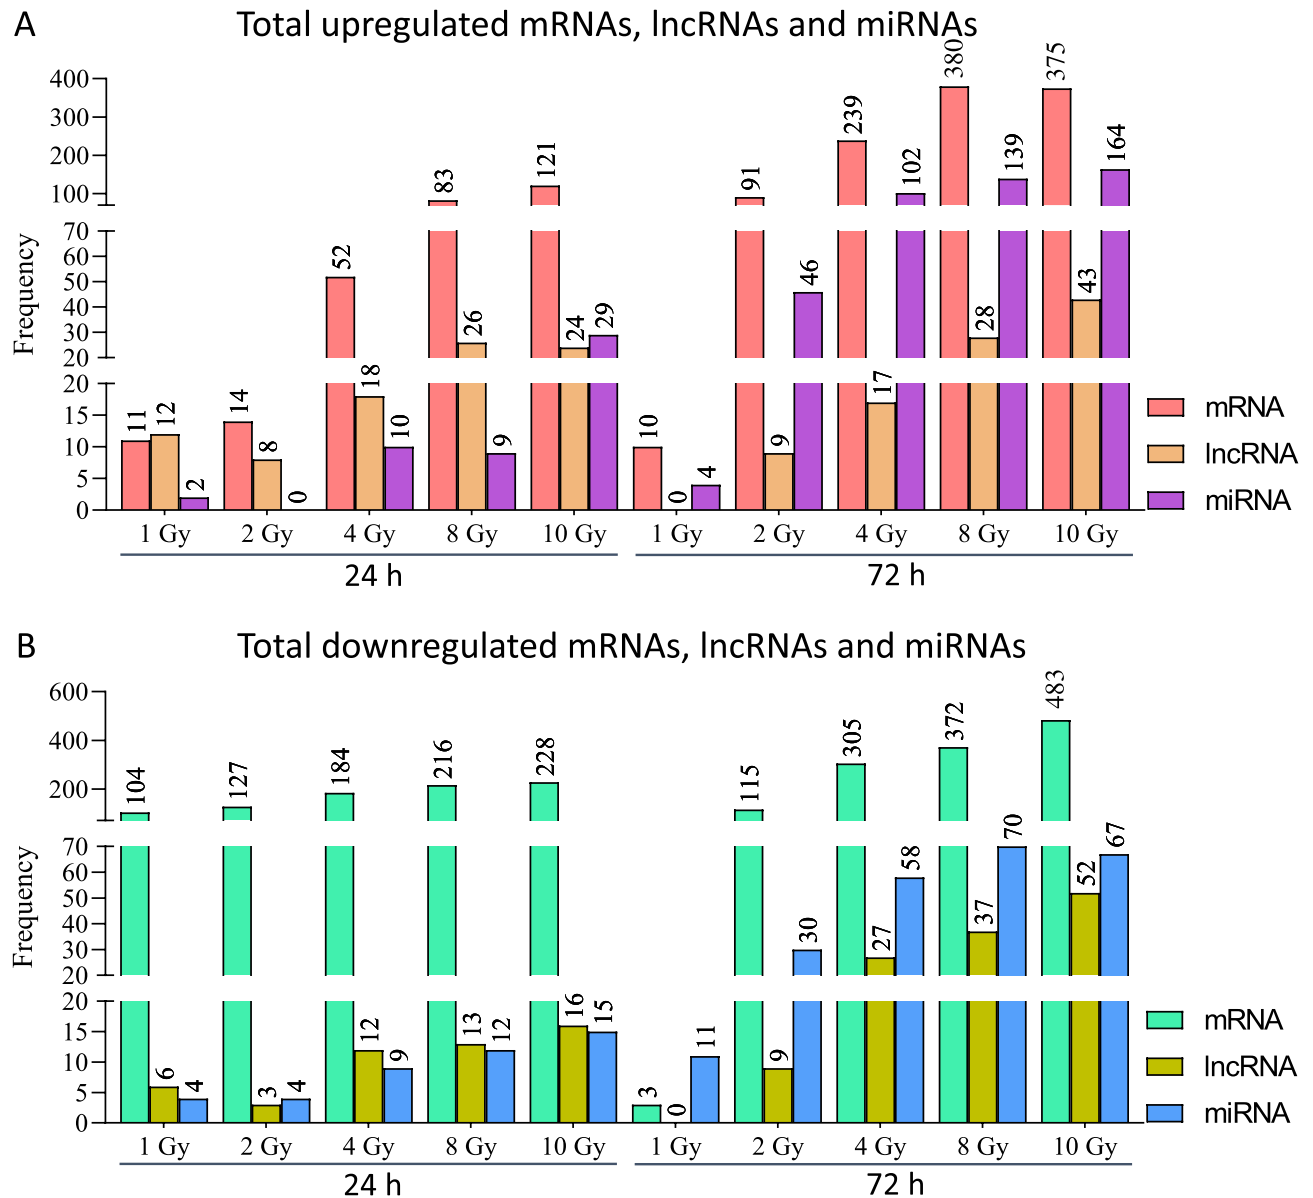 A
Total upregulated mRNAs, lncRNAs and miRNAs
Frequency
400
300
200
100
70
60
50
40
30
20
20
15
10
5
0
11
12
2
14
8
0
52
18
10
83
26
9
121
24
29
10
0
4
91
9
46
239
17
102
380
28
139
375
43
164
1 Gy
2 Gy
4 Gy
8 Gy
10 Gy
1 Gy
2 Gy
4 Gy
8 Gy
10 Gy
24 h
72 h
mRNA
lncRNA
miRNA
B
Total downregulated mRNAs, lncRNAs and miRNAs
Frequency
600
400
200
70
60
50
40
30
20
20
15
10
5
0
104
6
4
127
3
4
184
12
9
216
13
12
228
16
15
3
0
11
115
9
30
305
27
58
372
37
70
483
52
67
1 Gy
2 Gy
4 Gy
8 Gy
10 Gy
1 Gy
2 Gy
4 Gy
8 Gy
10 Gy
24 h
72 h
mRNA
lncRNA
miRNA